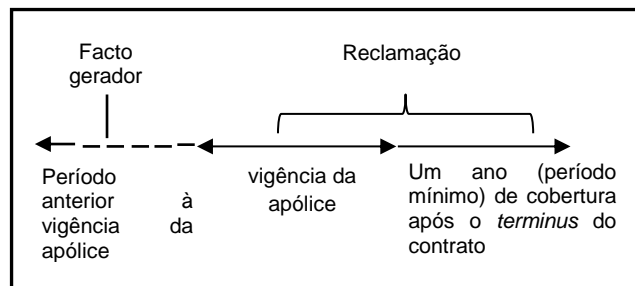 Facto
gerador
Reclamação
Período
anterior à
vigência da
apólice
vigência da
apólice
Um ano (período
mínimo) de cobertura
após o terminus do
contrato